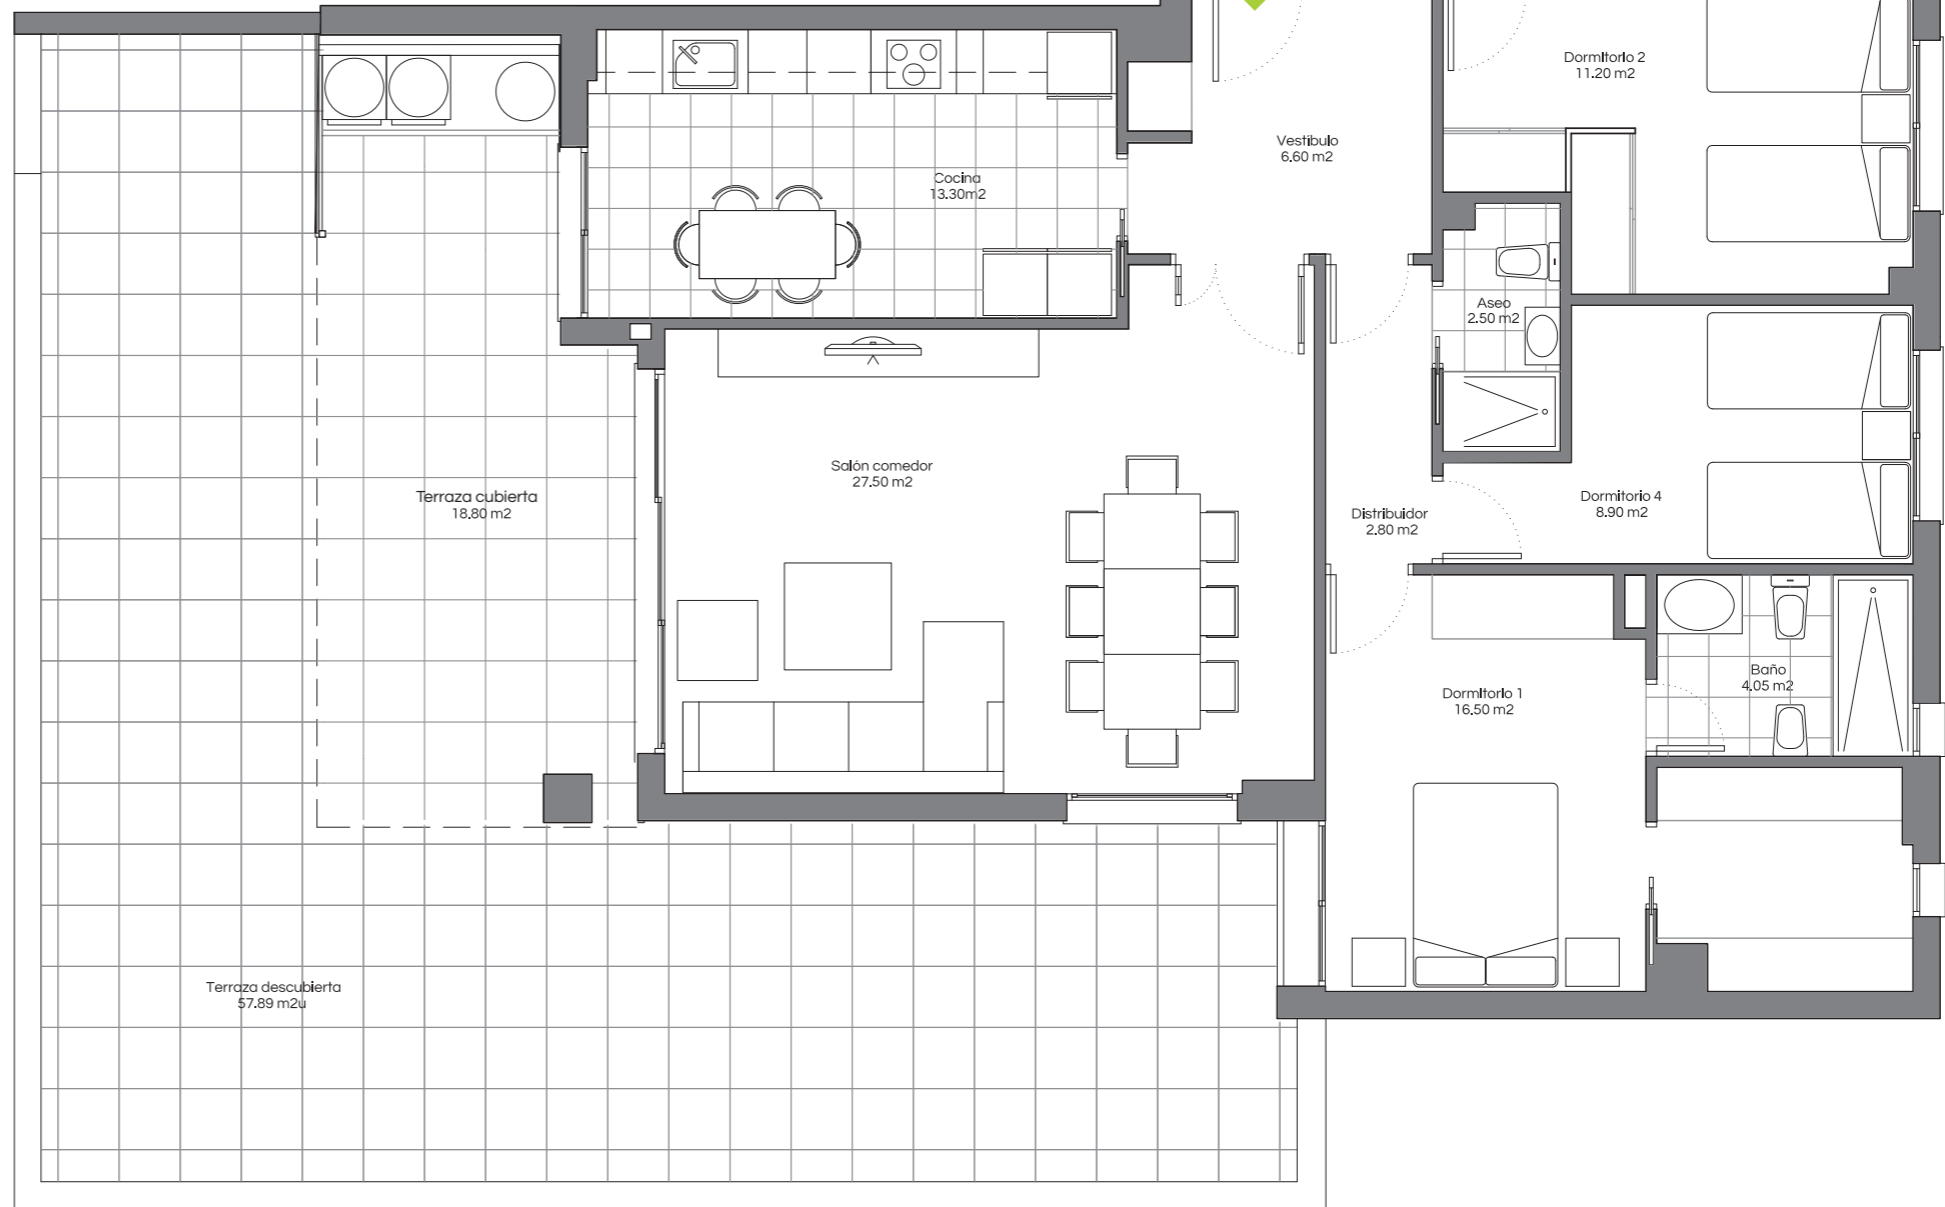 Dormitorio 2
11.20 m2
Vestíbulo
6.60 m2
Cocina
13.30m2
Aseo
2.50 m2
Salón comedor
27.50 m2
Terraza cubierta
18.80 m2
Dormitorio 4
8.90 m2
Distribuidor
2.80 m2
Baño
4.05 m2
Dormitorio 1
16.50 m2
Terraza descubierta
57.89 m2u